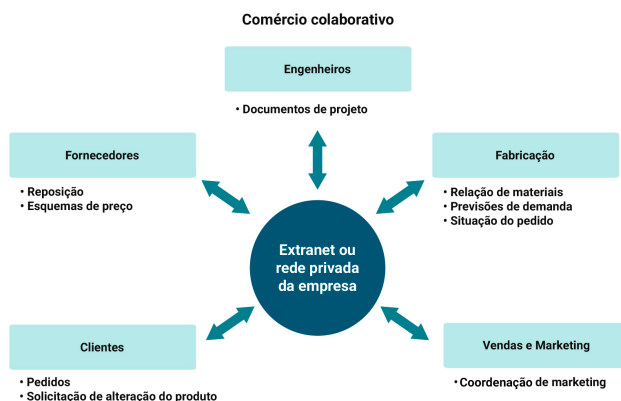 Comércio colaborativo
Engenheiros
• Documentos de projeto
Fornecedores
• Reposição
• Esquemas de preço
Fabricação
• Relação de materiais
• Previsões de demanda
• Situação do pedido
Extranet ou
rede privada
da empresa
Clientes
• Pedidos
• Solicitação de alteração do produto
Vendas e Marketing
• Coordenação de marketing